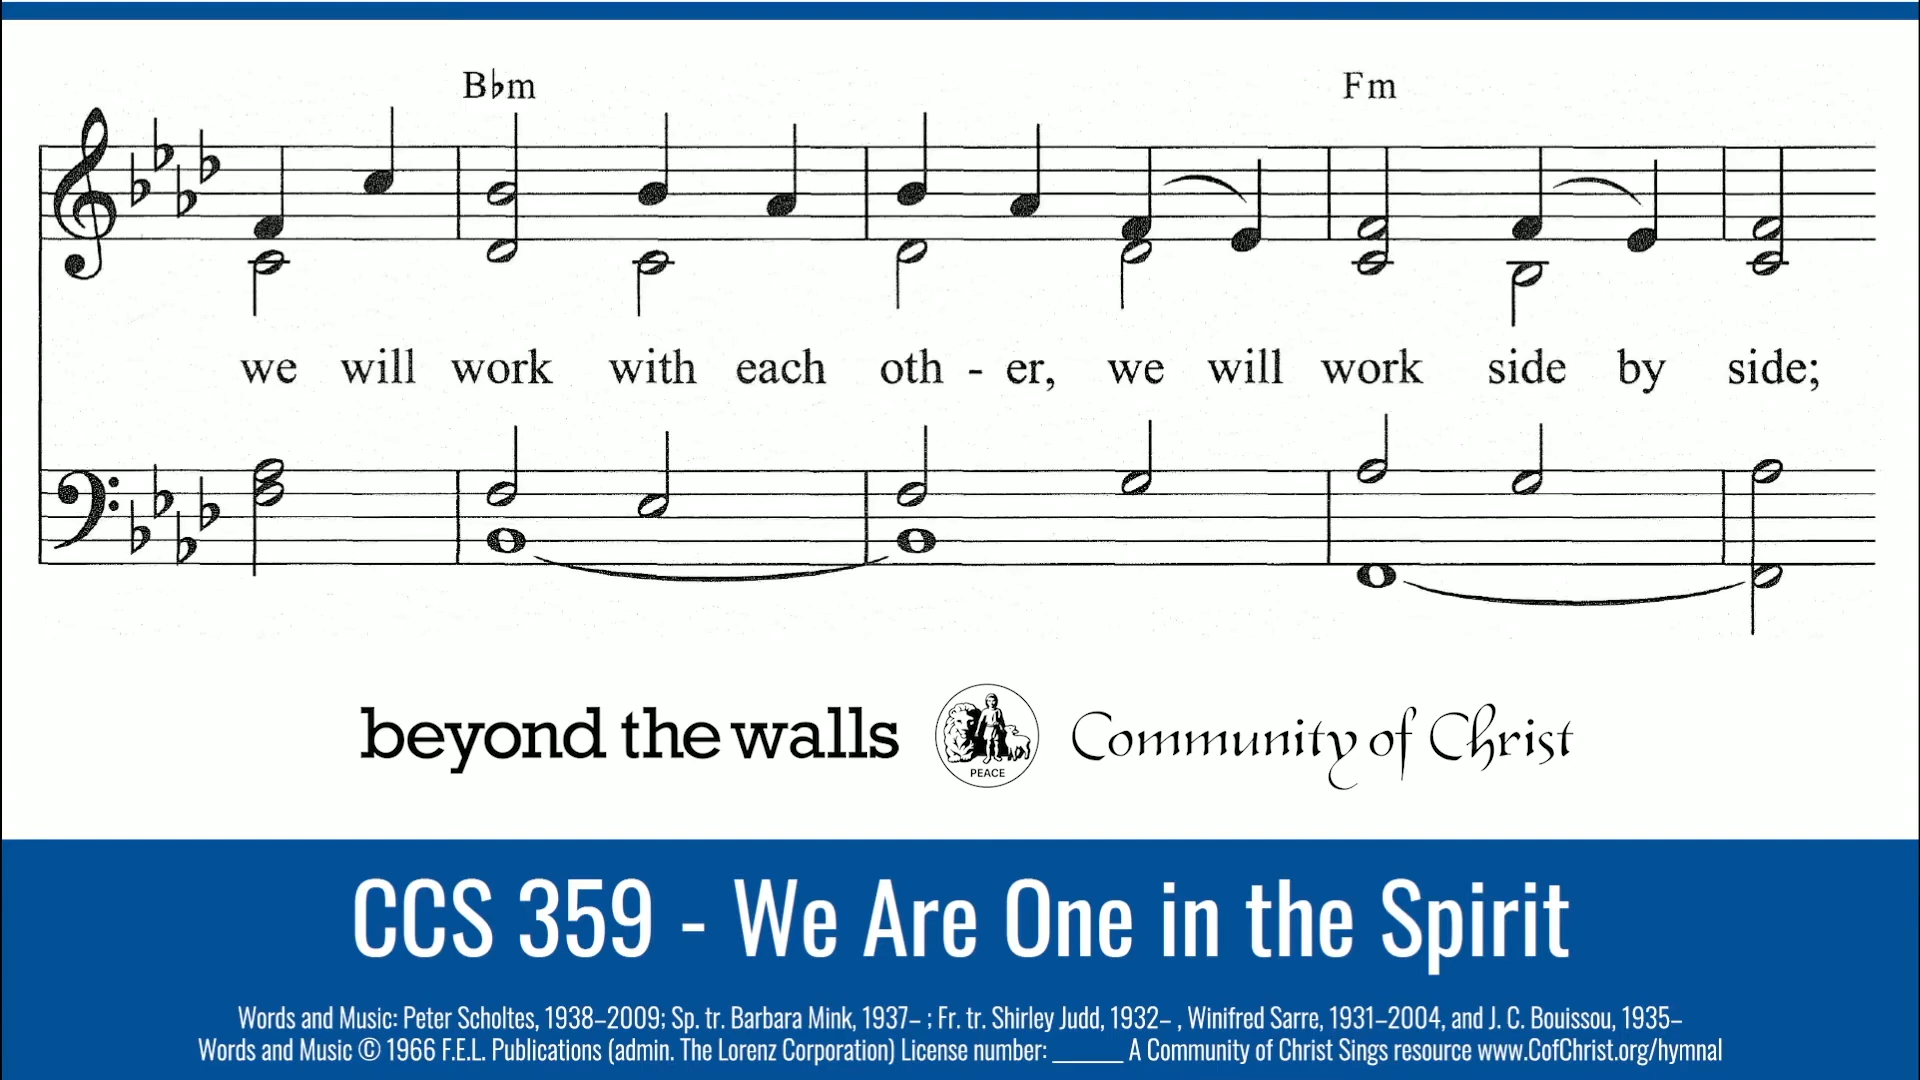 B♭m Fm
we will work with each oth - er, we will work side by side;
beyond the walls PEACE Community of Christ
CCS 359 - We Are One in the Spirit
Words and Music: Peter Scholtes, 1938–2009; Sp. tr. Barbara Mink, 1937– ; Fr. tr. Shirley Judd, 1932– , Winifred Sarre, 1931–2004, and J. C. Bouissou, 1935–
Words and Music © 1966 F.E.L. Publications (admin. The Lorenz Corporation) License number: ______ A Community of Christ Sings resource www.CofChrist.org/hymnal